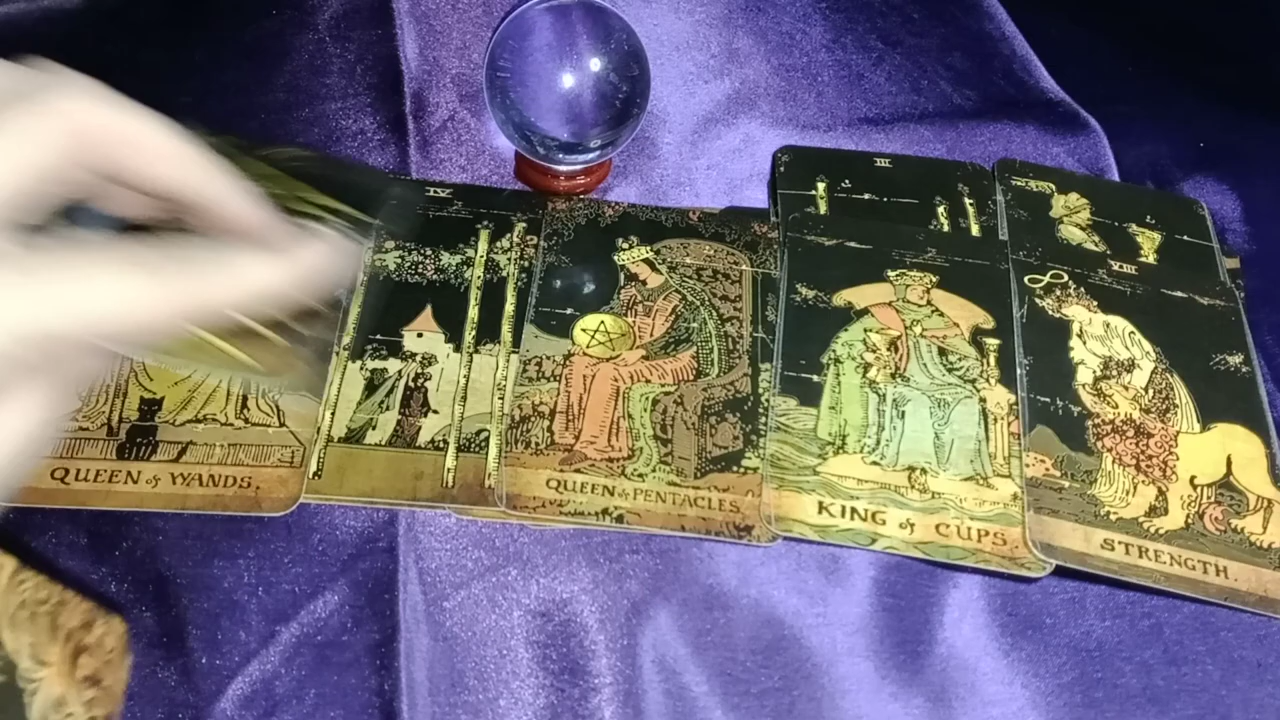 III
IV
VIII
QUEEN of WANDS.
QUEEN of PENTACLES.
KING of CUPS.
STRENGTH.